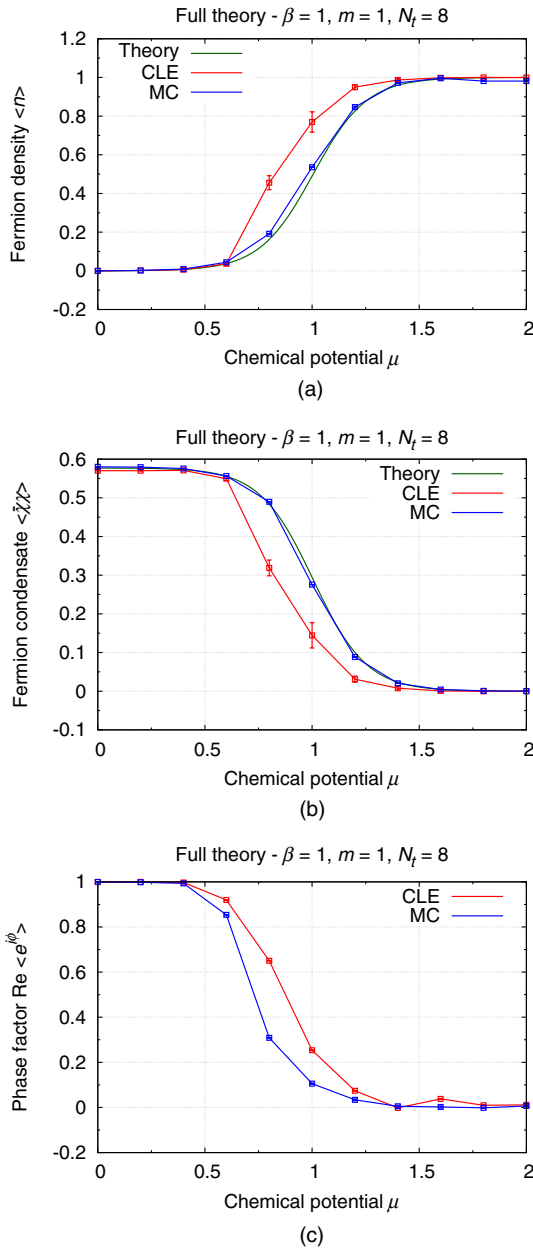 Full theory - β = 1, m = 1, N_t = 8
Theory
CLE
MC
Fermion density <n>
1.2
1
0.8
0.6
0.4
0.2
0
-0.2
0 0.5 1 1.5 2
Chemical potential μ
(a)
Full theory - β = 1, m = 1, N_t = 8
Theory
CLE
MC
Fermion condensate <χ̄χ>
0.6
0.5
0.4
0.3
0.2
0.1
0
-0.1
0 0.5 1 1.5 2
Chemical potential μ
(b)
Full theory - β = 1, m = 1, N_t = 8
CLE
MC
Phase factor Re <e^{iϕ}>
1
0.8
0.6
0.4
0.2
0
-0.2
0 0.5 1 1.5 2
Chemical potential μ
(c)